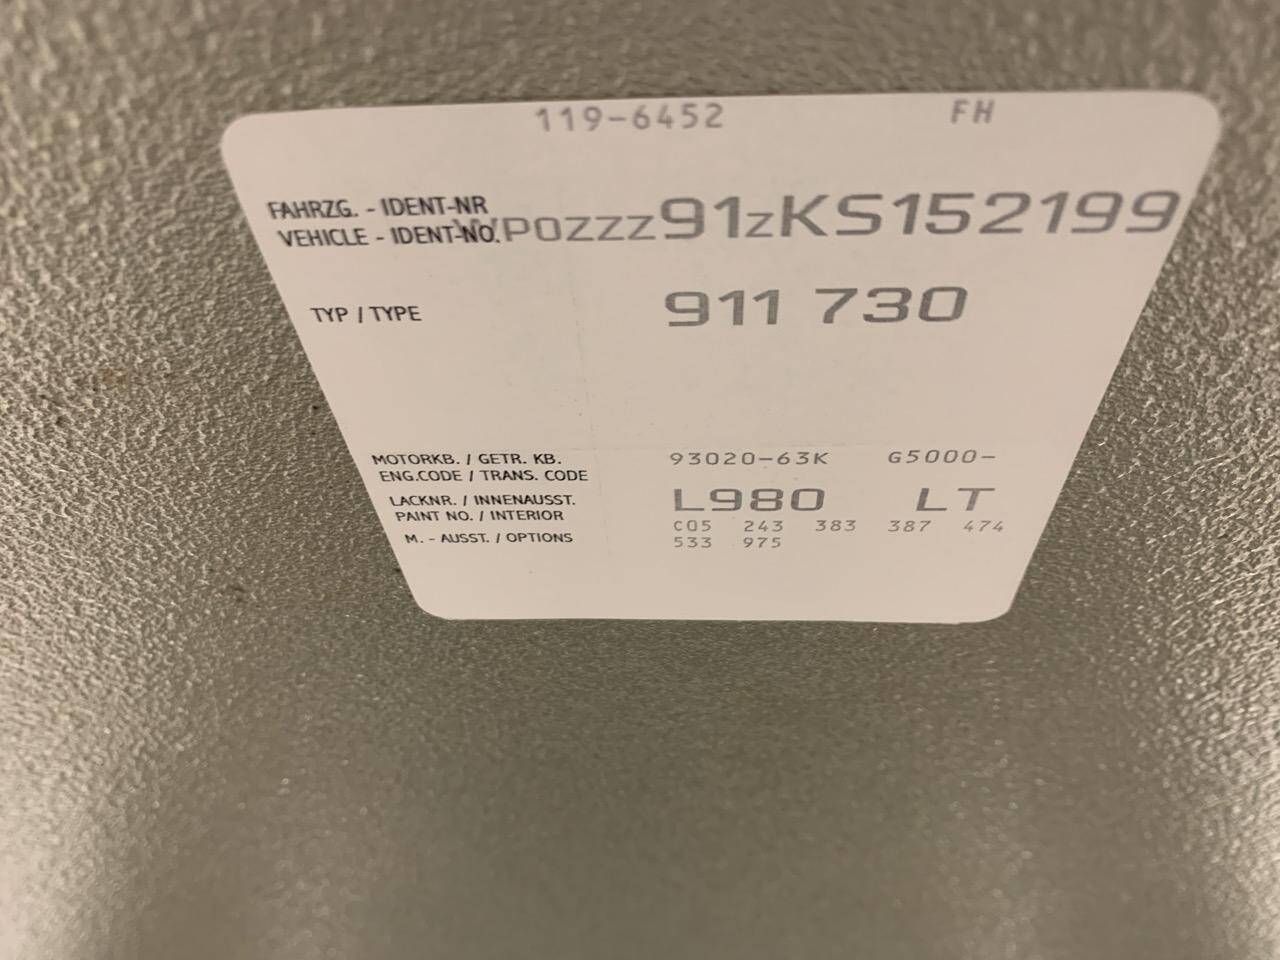 119-6452 FH
FAHRZG. - IDENT-NR
VEHICLE - IDENT-NO. WP0ZZZ91ZKS152199
TYP / TYPE 911 730
MOTORKB. / GETR. KB. 93020-63K G5000-
ENG.CODE / TRANS. CODE
LACKNR. / INNENAUSST. L980 LT
PAINT NO. / INTERIOR
M. - AUSST. / OPTIONS C05 243 383 387 474
533 975